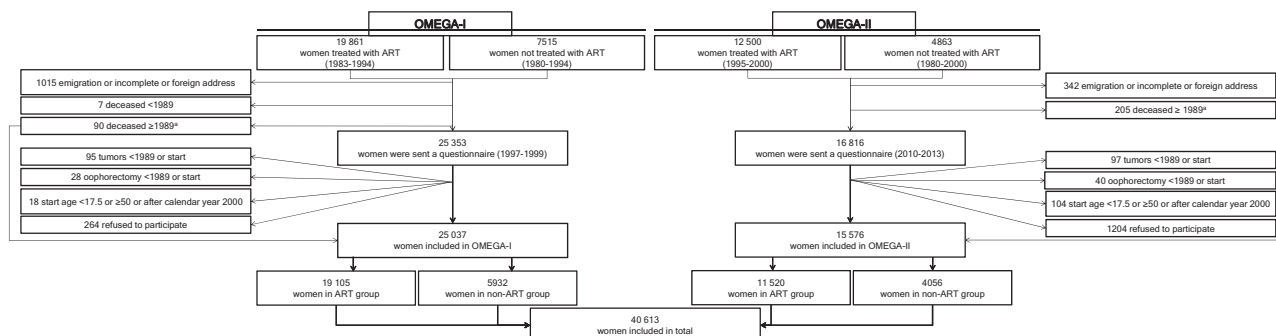 OMEGA-I
19 861
women treated with ART
(1983-1994)
7515
women not treated with ART
(1980-1994)
1015 emigration or incomplete or foreign address
7 deceased <1989
90 deceased ≥1989ᵃ
25 353
women were sent a questionnaire (1997-1999)
95 tumors <1989 or start
28 oophorectomy <1989 or start
18 start age <17.5 or ≥50 or after calendar year 2000
264 refused to participate
25 037
women included in OMEGA-I
19 105
women in ART group
5932
women in non-ART group
OMEGA-II
12 500
women treated with ART
(1995-2000)
4863
women not treated with ART
(1980-2000)
342 emigration or incomplete or foreign address
205 deceased ≥ 1989ᵃ
16 816
women were sent a questionnaire (2010-2013)
97 tumors <1989 or start
40 oophorectomy <1989 or start
104 start age <17.5 or ≥50 or after calendar year 2000
1204 refused to participate
15 576
women included in OMEGA-II
11 520
women in ART group
4056
women in non-ART group
40 613
women included in total